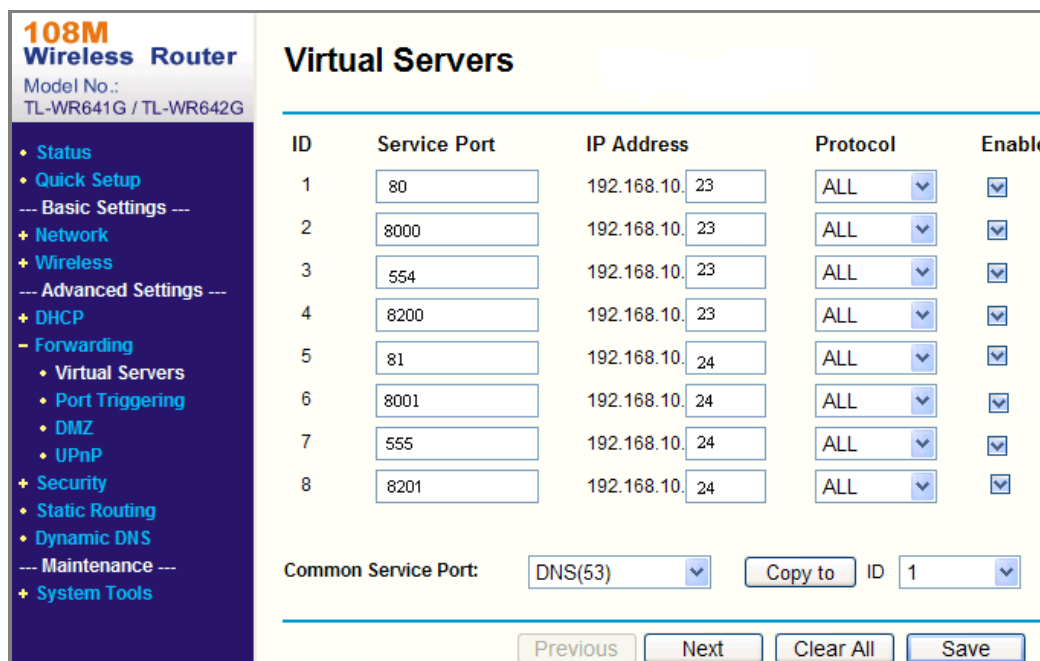 108M
Wireless Router
Model No.:
TL-WR641G / TL-WR642G
• Status
• Quick Setup
--- Basic Settings ---
+ Network
+ Wireless
--- Advanced Settings ---
+ DHCP
– Forwarding
• Virtual Servers
• Port Triggering
• DMZ
• UPnP
+ Security
• Static Routing
• Dynamic DNS
--- Maintenance ---
+ System Tools
Virtual Servers
ID Service Port IP Address Protocol Enable
1 80 192.168.10. 23 ALL
2 8000 192.168.10. 23 ALL
3 554 192.168.10. 23 ALL
4 8200 192.168.10. 23 ALL
5 81 192.168.10. 24 ALL
6 8001 192.168.10. 24 ALL
7 555 192.168.10. 24 ALL
8 8201 192.168.10. 24 ALL
Common Service Port: DNS(53) Copy to ID 1
Previous Next Clear All Save